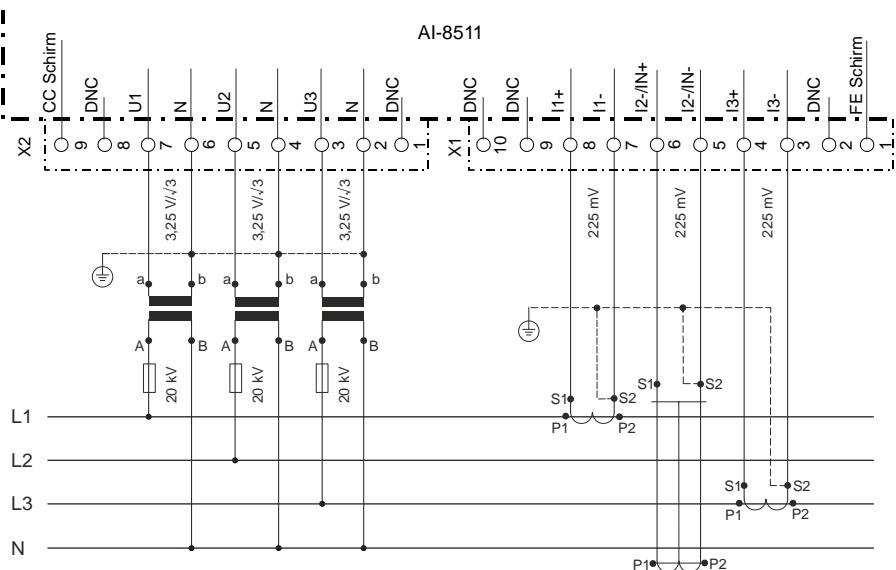 AI-8511
CC Schirm
DNC
U1
N
U2
N
U3
N
DNC
DNC
DNC
I1+
I1-
I2-/IN+
I2-/IN-
I3+
I3-
DNC
FE Schirm
X2
9
8
7
6
5
4
3
2
1
X1
10
9
8
7
6
5
4
3
2
1
3,25 V/√3
3,25 V/√3
3,25 V/√3
225 mV
225 mV
225 mV
a
b
a
b
a
b
A
B
A
B
A
B
20 kV
20 kV
20 kV
S1
S2
S1
S2
L1
P1
P2
L2
S1
S2
L3
P1
P2
N
P1
P2